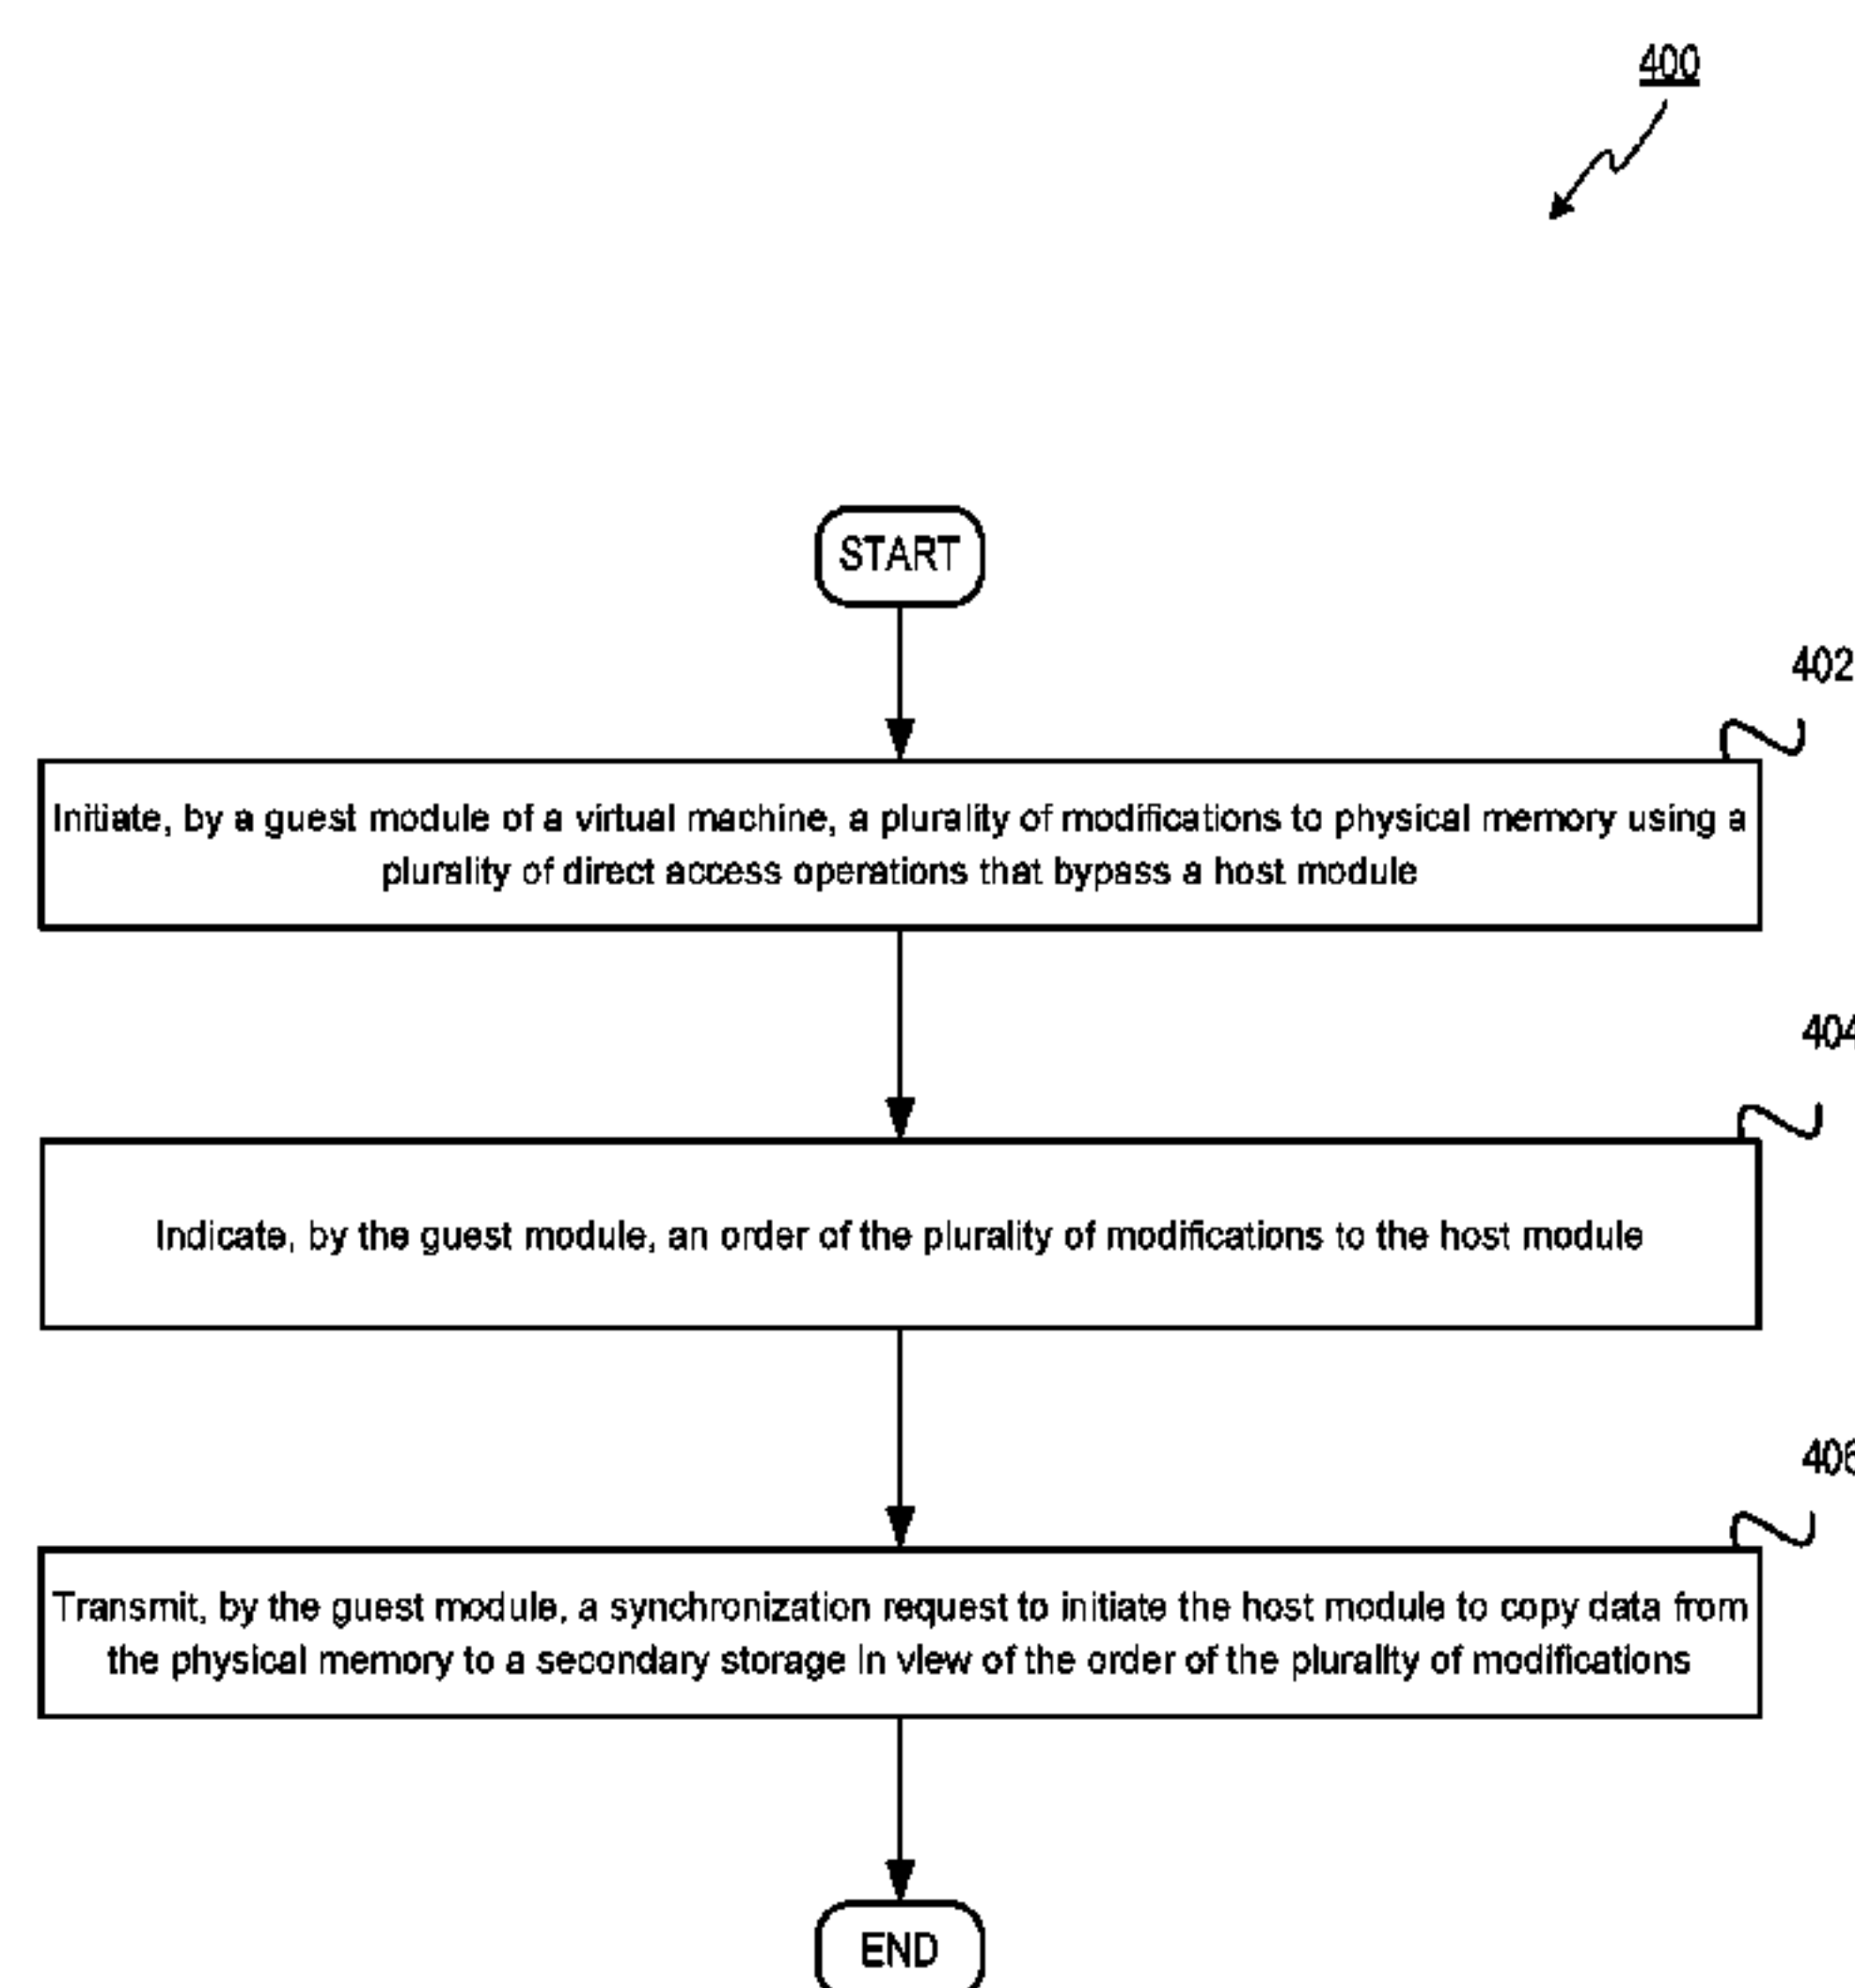 400
START
402
Initiate, by a guest module of a virtual machine, a plurality of modifications to physical memory using a
plurality of direct access operations that bypass a host module
404
Indicate, by the guest module, an order of the plurality of modifications to the host module
406
Transmit, by the guest module, a synchronization request to initiate the host module to copy data from
the physical memory to a secondary storage in view of the order of the plurality of modifications
END